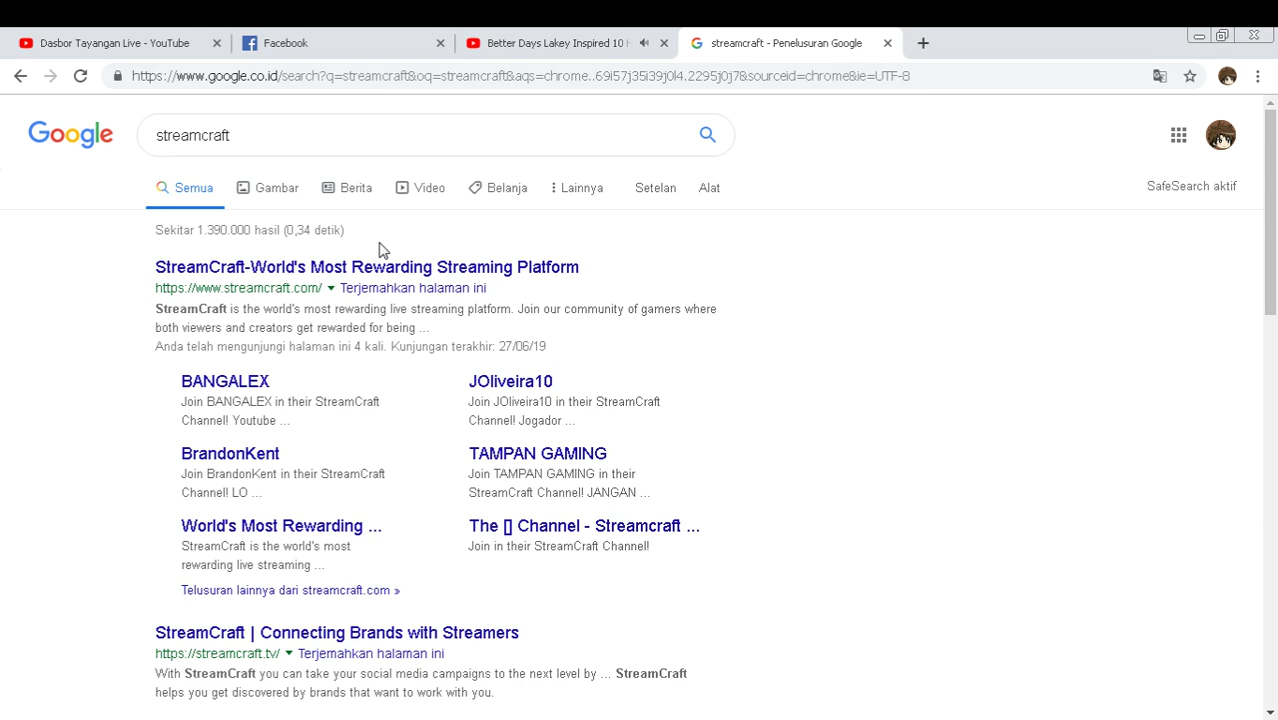 Dasbor Tayangan Live - YouTube
Facebook
Better Days Lakey Inspired 10 H
streamcraft - Penelusuran Google
https://www.google.co.id/search?q=streamcraft&oq=streamcraft&aqs=chrome..69i57j35i39j0l4.2295j0j7&sourceid=chrome&ie=UTF-8
Google
streamcraft
Semua Gambar Berita Video Belanja Lainnya Setelan Alat
SafeSearch aktif
Sekitar 1.390.000 hasil (0,34 detik)
StreamCraft-World's Most Rewarding Streaming Platform
https://www.streamcraft.com/ Terjemahkan halaman ini
StreamCraft is the world's most rewarding live streaming platform. Join our community of gamers where
both viewers and creators get rewarded for being ...
Anda telah mengunjungi halaman ini 4 kali. Kunjungan terakhir: 27/06/19
BANGALEX
Join BANGALEX in their StreamCraft
Channel! Youtube ...
JOliveira10
Join JOliveira10 in their StreamCraft
Channel! Jogador ...
BrandonKent
Join BrandonKent in their StreamCraft
Channel! LO ...
TAMPAN GAMING
Join TAMPAN GAMING in their
StreamCraft Channel! JANGAN ...
World's Most Rewarding ...
StreamCraft is the world's most
rewarding live streaming ...
The [] Channel - Streamcraft ...
Join in their StreamCraft Channel!
Telusuran lainnya dari streamcraft.com »
StreamCraft | Connecting Brands with Streamers
https://streamcraft.tv/ Terjemahkan halaman ini
With StreamCraft you can take your social media campaigns to the next level by ... StreamCraft
helps you get discovered by brands that want to work with you.